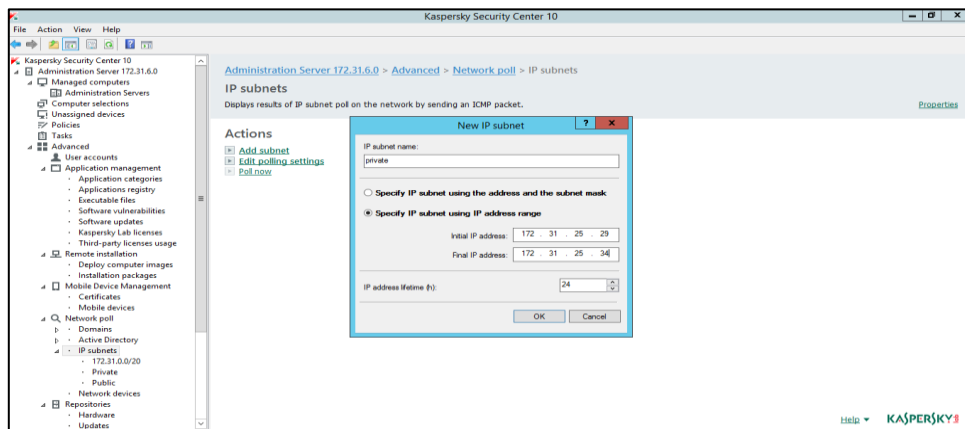 Kaspersky Security Center 10
File Action View Help
Kaspersky Security Center 10
Administration Server 172.31.6.0
Managed computers
Administration Servers
Computer selections
Unassigned devices
Policies
Tasks
Advanced
User accounts
Application management
Application categories
Applications registry
Executable files
Software vulnerabilities
Software updates
Kaspersky Lab licenses
Third-party licenses usage
Remote installation
Deploy computer images
Installation packages
Mobile Device Management
Certificates
Mobile devices
Network poll
Domains
Active Directory
IP subnets
172.31.0.0/20
Private
Public
Network devices
Repositories
Hardware
Updates
Administration Server 172.31.6.0 > Advanced > Network poll > IP subnets
IP subnets
Displays results of IP subnet poll on the network by sending an ICMP packet.
Properties
Actions
Add subnet
Edit polling settings
Poll now
New IP subnet
IP subnet name:
private
Specify IP subnet using the address and the subnet mask
Specify IP subnet using IP address range
Initial IP address: 172 . 31 . 25 . 29
Final IP address: 172 . 31 . 25 . 34
IP address lifetime (h): 24
OK Cancel
Help KASPERSKY